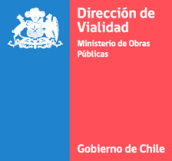 Dirección de
Vialidad
Ministerio de Obras
Públicas
Gobierno de Chile